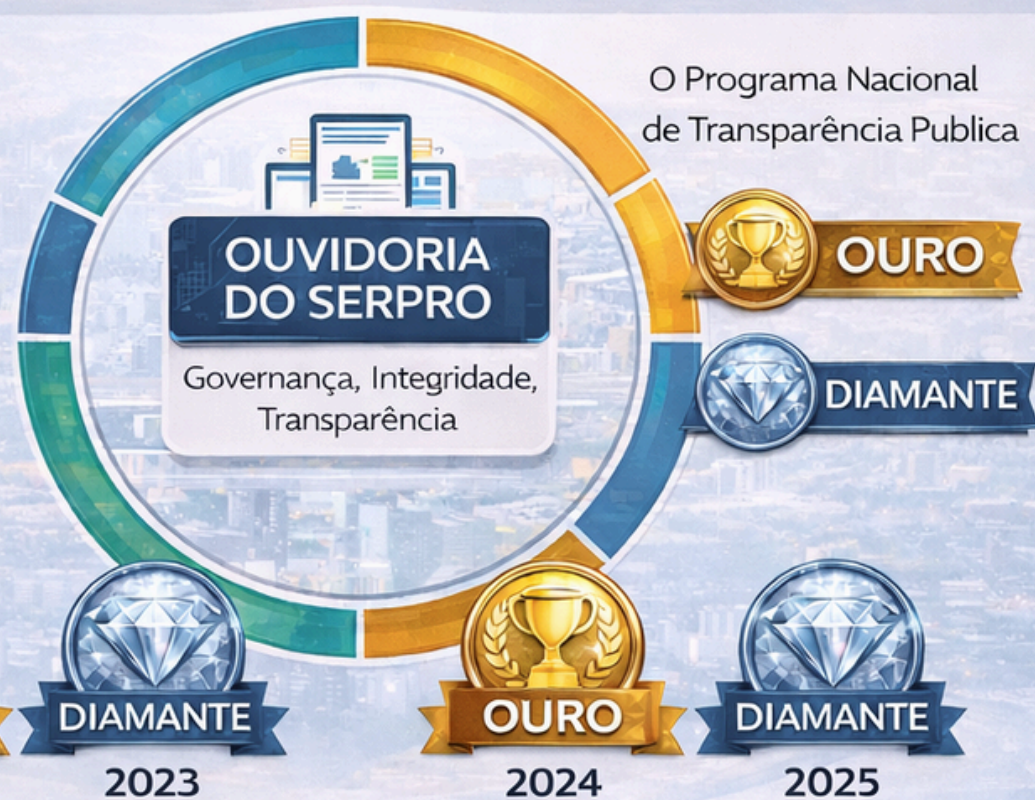 O Programa Nacional
de Transparência Publica
OUVIDORIA
DO SERPRO
Governança, Integridade,
Transparência
OURO
DIAMANTE
DIAMANTE
2023
OURO
2024
DIAMANTE
2025